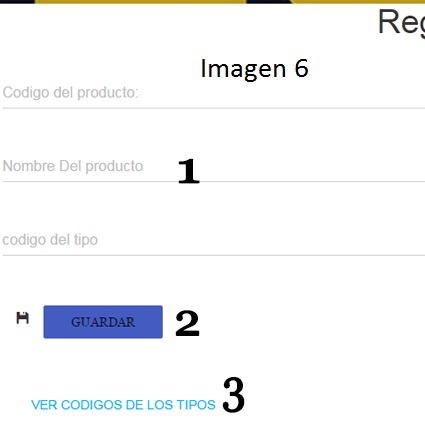 Reg
Imagen 6
Codigo del producto:
Nombre Del producto 1
codigo del tipo
GUARDAR 2
VER CODIGOS DE LOS TIPOS 3